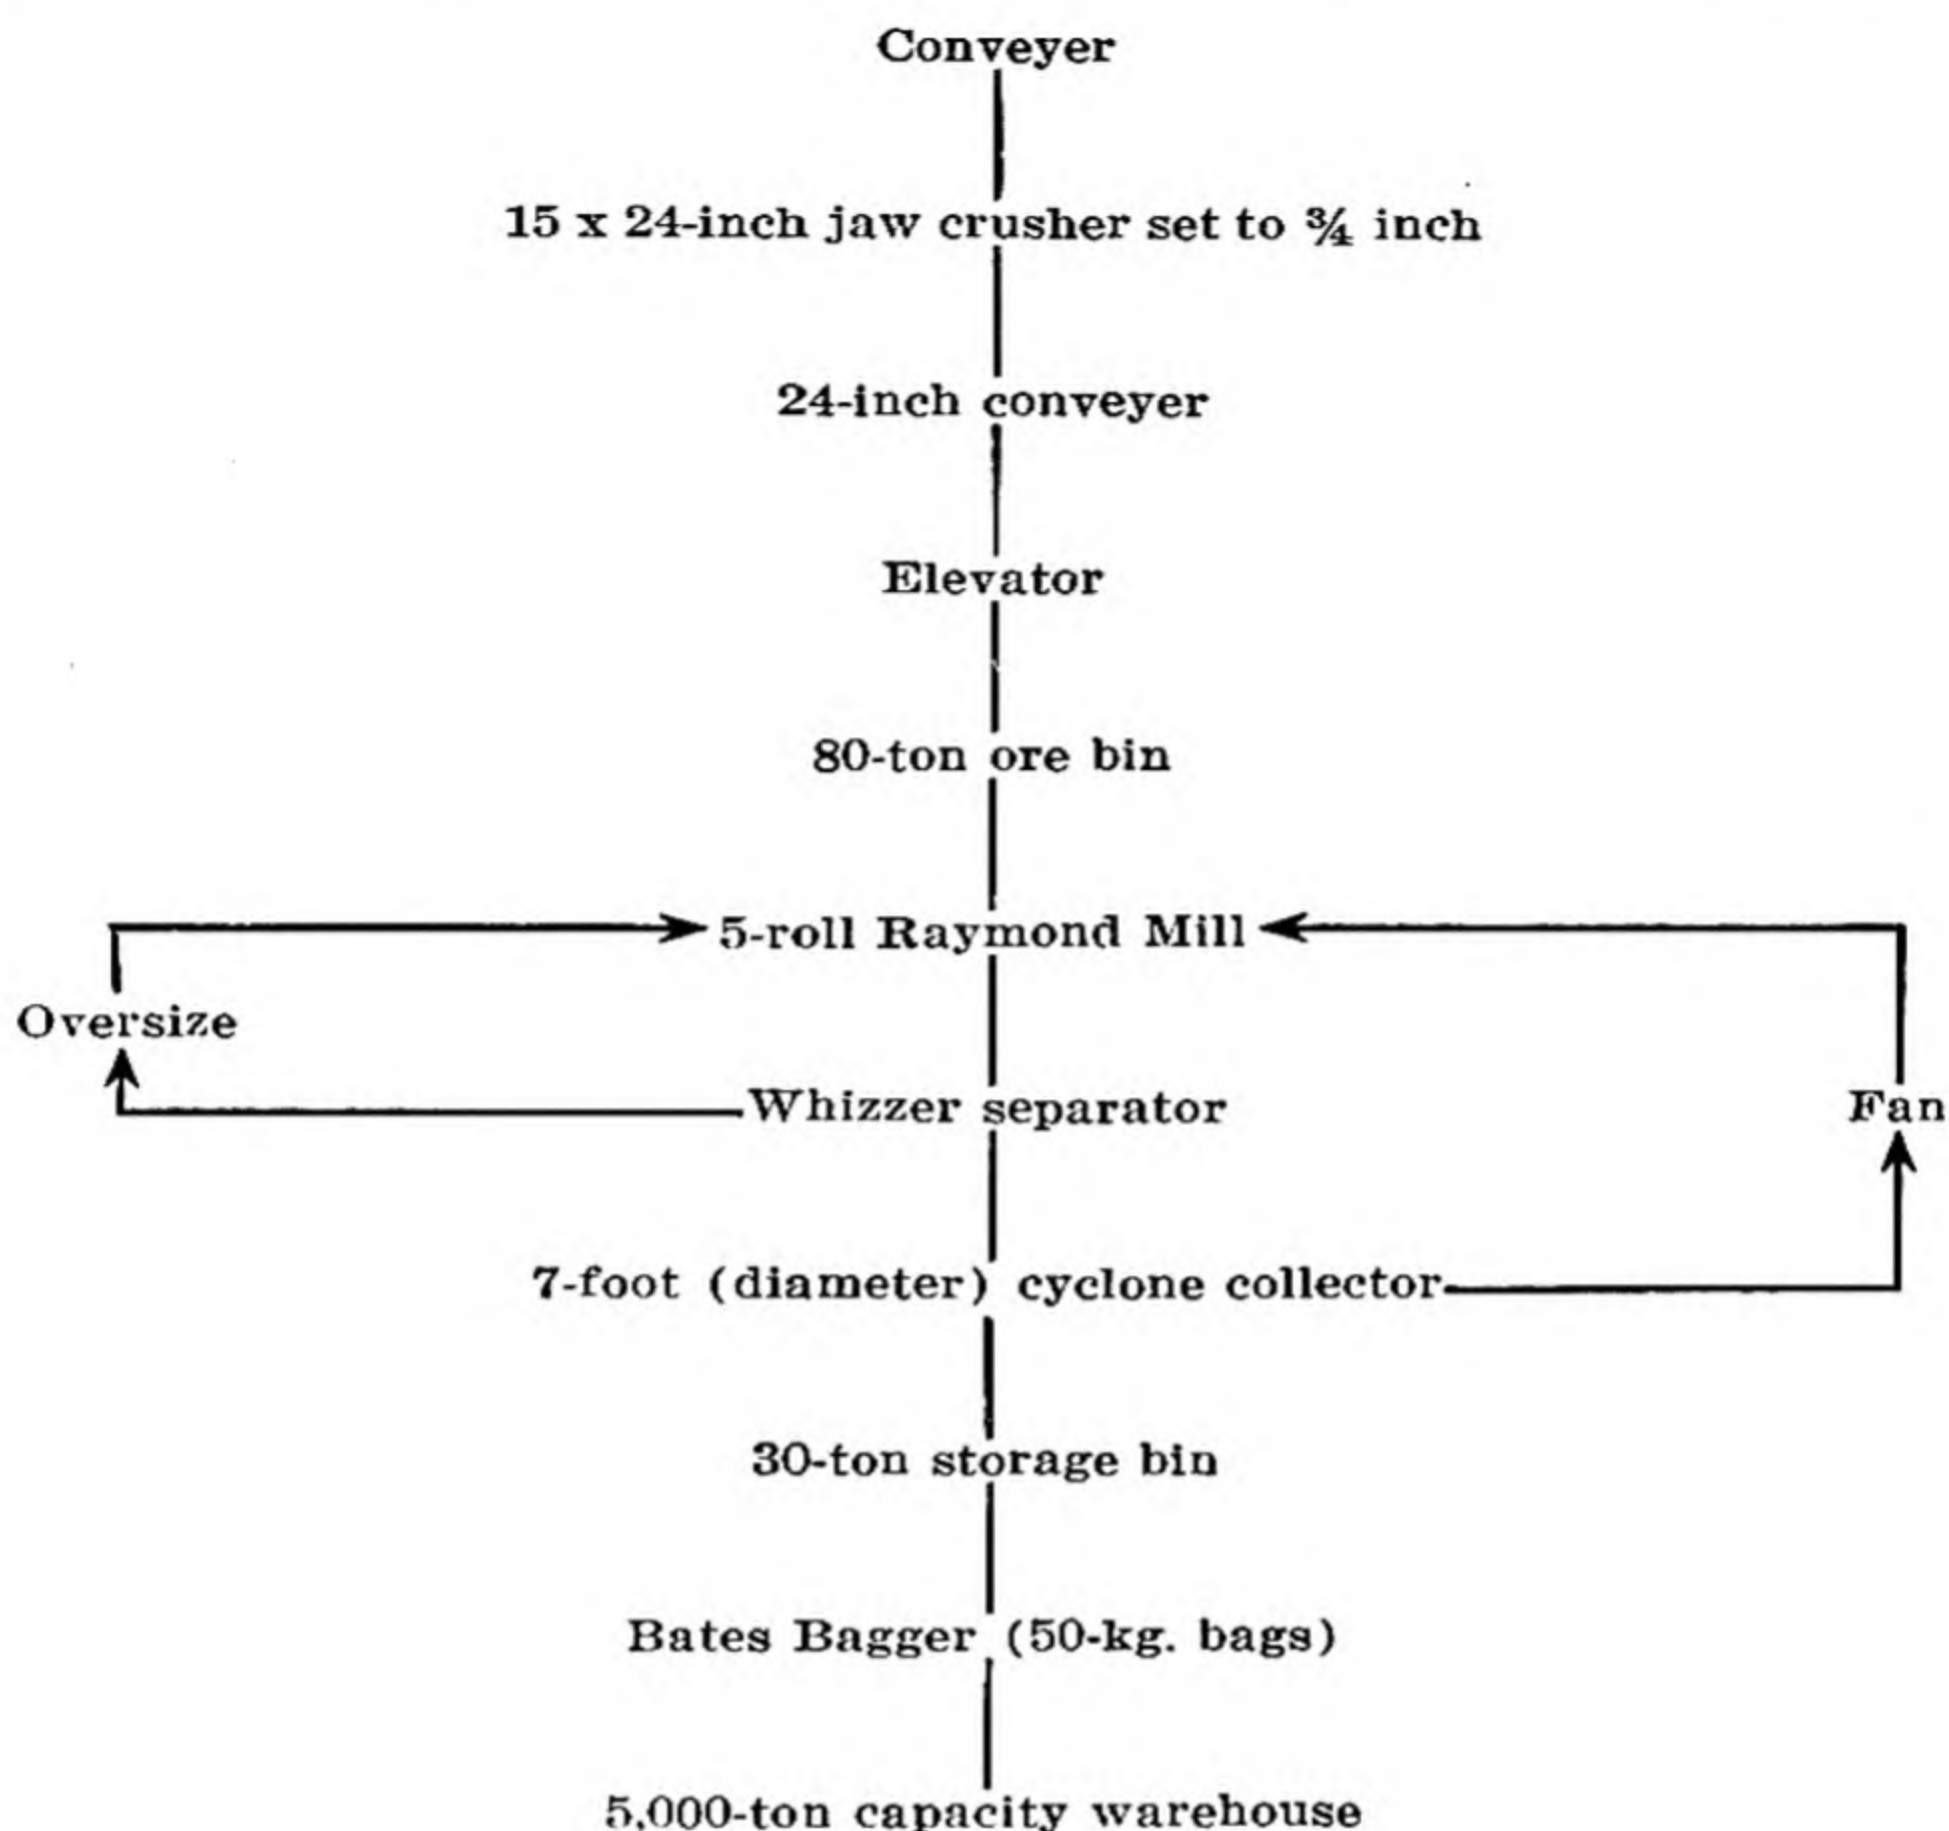 Conveyer
15 x 24-inch jaw crusher set to ¾ inch
24-inch conveyer
Elevator
80-ton ore bin
5-roll Raymond Mill
Oversize
Whizzer separator
Fan
7-foot (diameter) cyclone collector
30-ton storage bin
Bates Bagger (50-kg. bags)
5,000-ton capacity warehouse